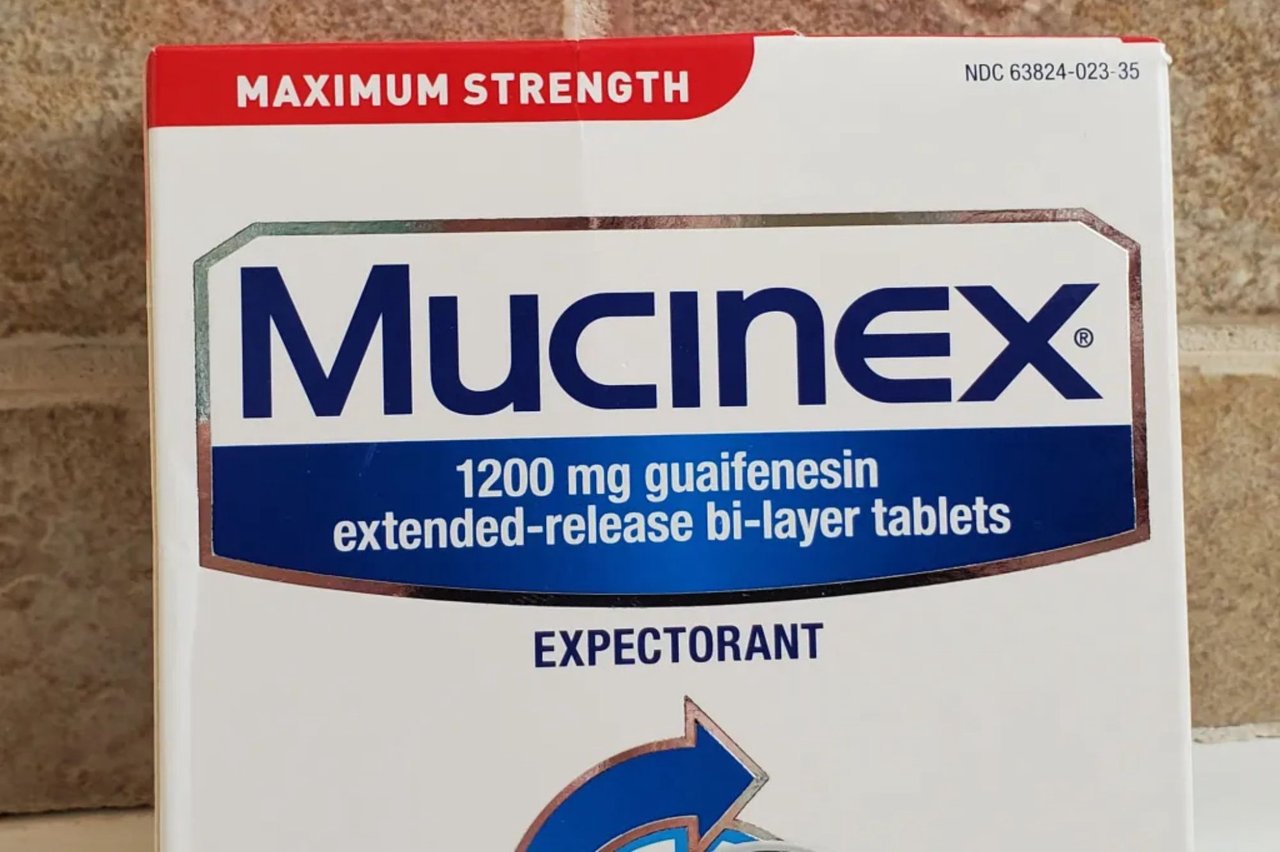 MAXIMUM STRENGTH
NDC 63824-023-35
Mucinex®
1200 mg guaifenesin
extended-release bi-layer tablets
EXPECTORANT